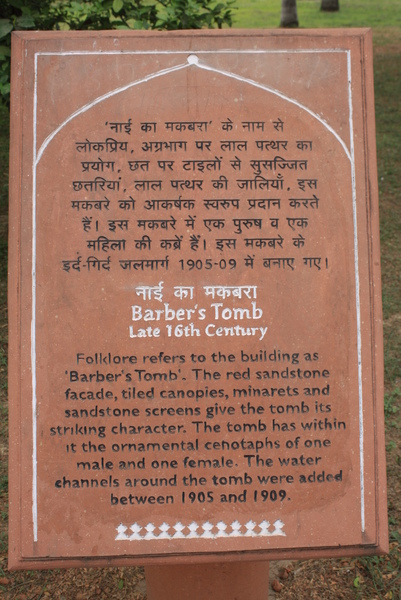 'नाई का मकबरा' के नाम से
लोकप्रिय, अग्रभाग पर लाल पत्थर का
प्रयोग, छत पर टाइलों से सुसज्जित
छतरियां, लाल पत्थर की जालियाँ, इस
मकबरे को आकर्षक स्वरुप प्रदान करते
हैं। इस मकबरे में एक पुरुष व एक
महिला की कब्रें हैं। इस मकबरे के
इर्द-गिर्द जलमार्ग 1905-09 में बनाए गए।
नाई का मकबरा
Barber's Tomb
Late 16th Century
Folklore refers to the building as
'Barber's Tomb'. The red sandstone
facade, tiled canopies, minarets and
sandstone screens give the tomb its
striking character. The tomb has within
it the ornamental cenotaphs of one
male and one female. The water
channels around the tomb were added
between 1905 and 1909.